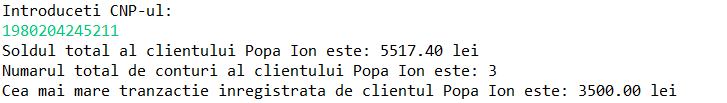 Introduceti CNP-ul:
1980204245211
Soldul total al clientului Popa Ion este: 5517.40 lei
Numarul total de conturi al clientului Popa Ion este: 3
Cea mai mare tranzactie inregistrata de clientul Popa Ion este: 3500.00 lei